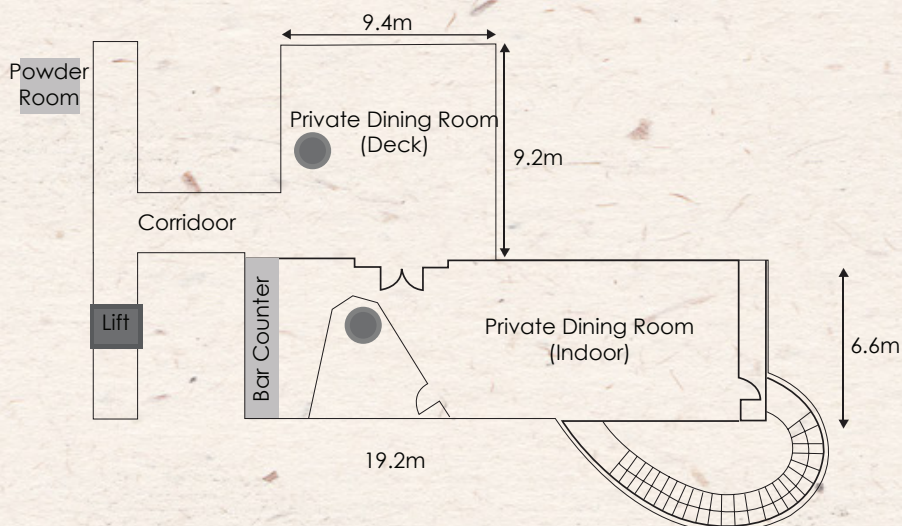 9.4m
Powder
Room
Private Dining Room
(Deck)
9.2m
Corridoor
Lift
Bar Counter
Private Dining Room
(Indoor)
6.6m
19.2m